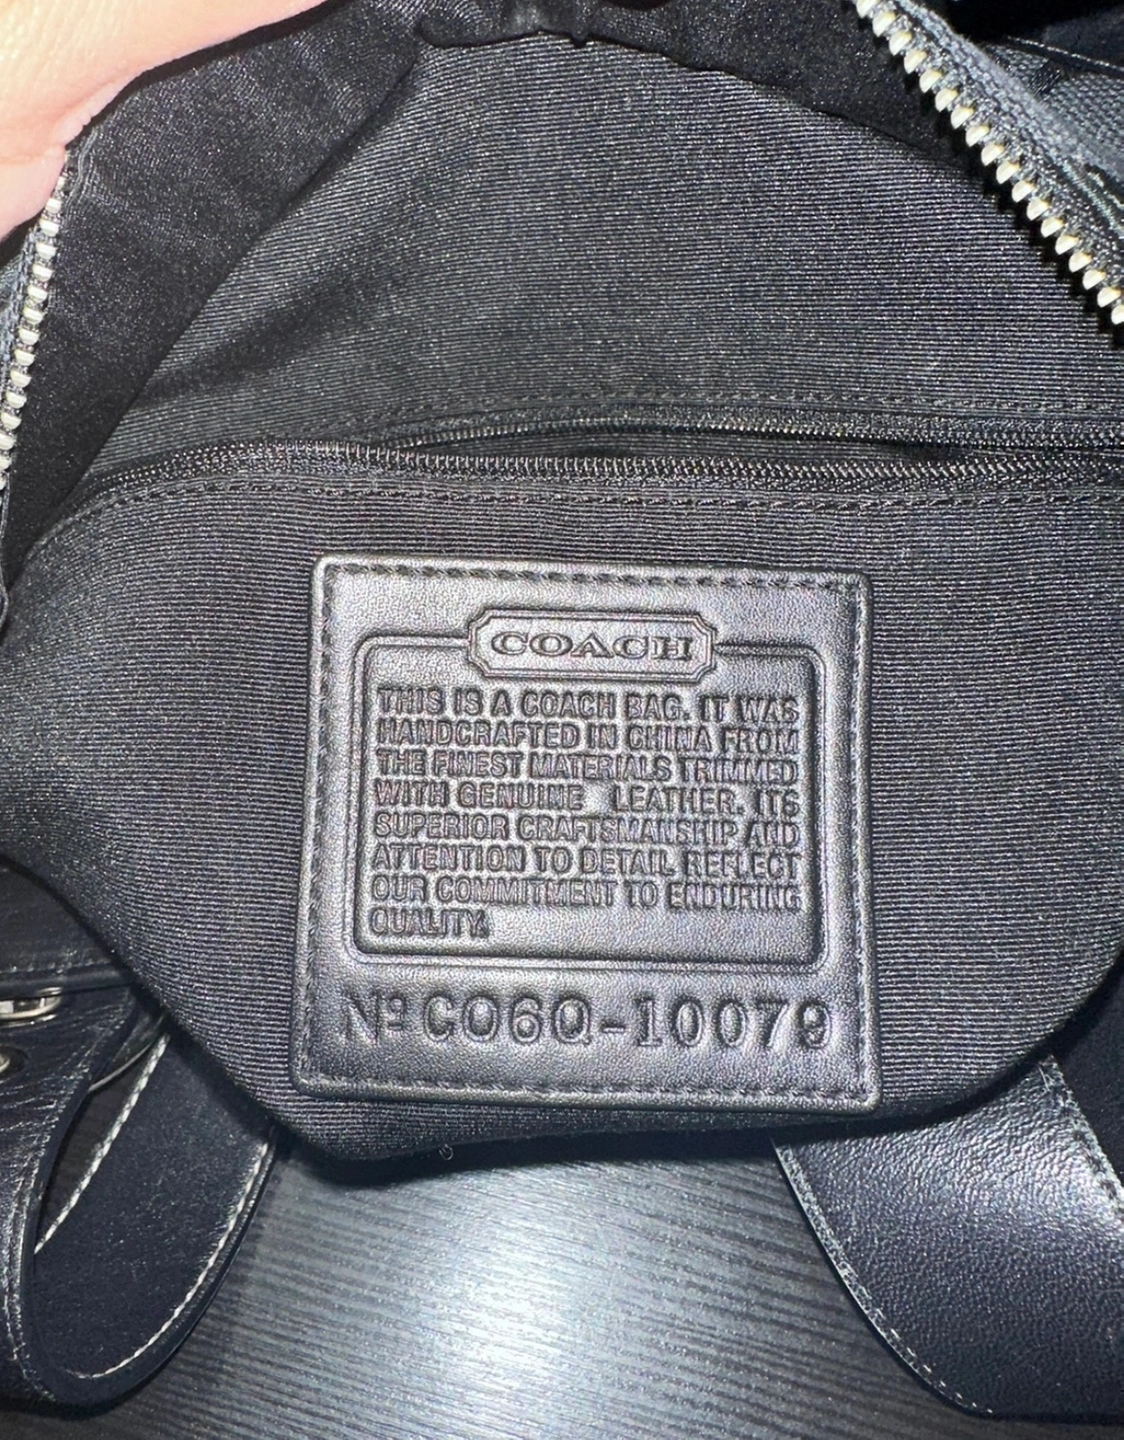 COACH
THIS IS A COACH BAG. IT WAS
HANDCRAFTED IN CHINA FROM
THE FINEST MATERIALS TRIMMED
WITH GENUINE LEATHER. ITS
SUPERIOR CRAFTSMANSHIP AND
ATTENTION TO DETAIL REFLECT
OUR COMMITMENT TO ENDURING
QUALITY.
Nº CO6Q-10079